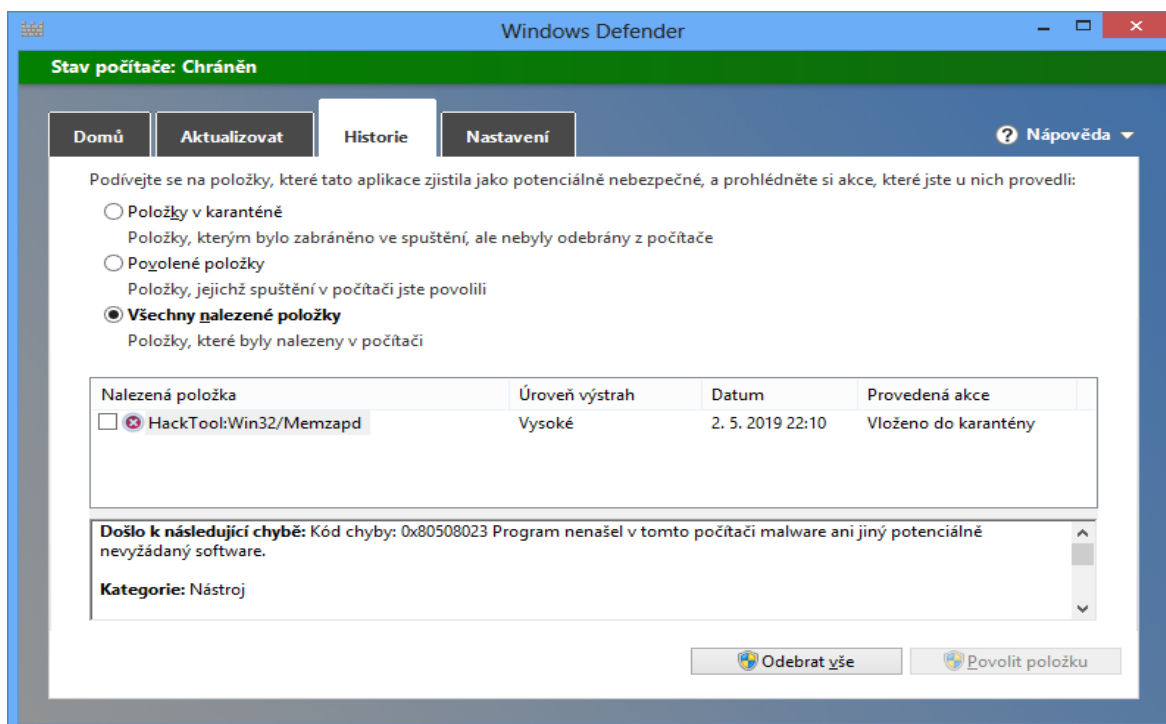 Windows Defender
Stav počítače: Chráněn
Domů Aktualizovat Historie Nastavení Nápověda
Podívejte se na položky, které tato aplikace zjistila jako potenciálně nebezpečné, a prohlédněte si akce, které jste u nich provedli:
Položky v karanténě
Položky, kterým bylo zabráněno ve spuštění, ale nebyly odebrány z počítače
Povolené položky
Položky, jejichž spuštění v počítači jste povolili
Všechny nalezené položky
Položky, které byly nalezeny v počítači
Nalezená položka Úroveň výstrah Datum Provedená akce
HackTool:Win32/Memzapd Vysoké 2. 5. 2019 22:10 Vloženo do karantény
Došlo k následující chybě: Kód chyby: 0x80508023 Program nenašel v tomto počítači malware ani jiný potenciálně
nevyžádaný software.
Kategorie: Nástroj
Odebrat vše Povolit položku